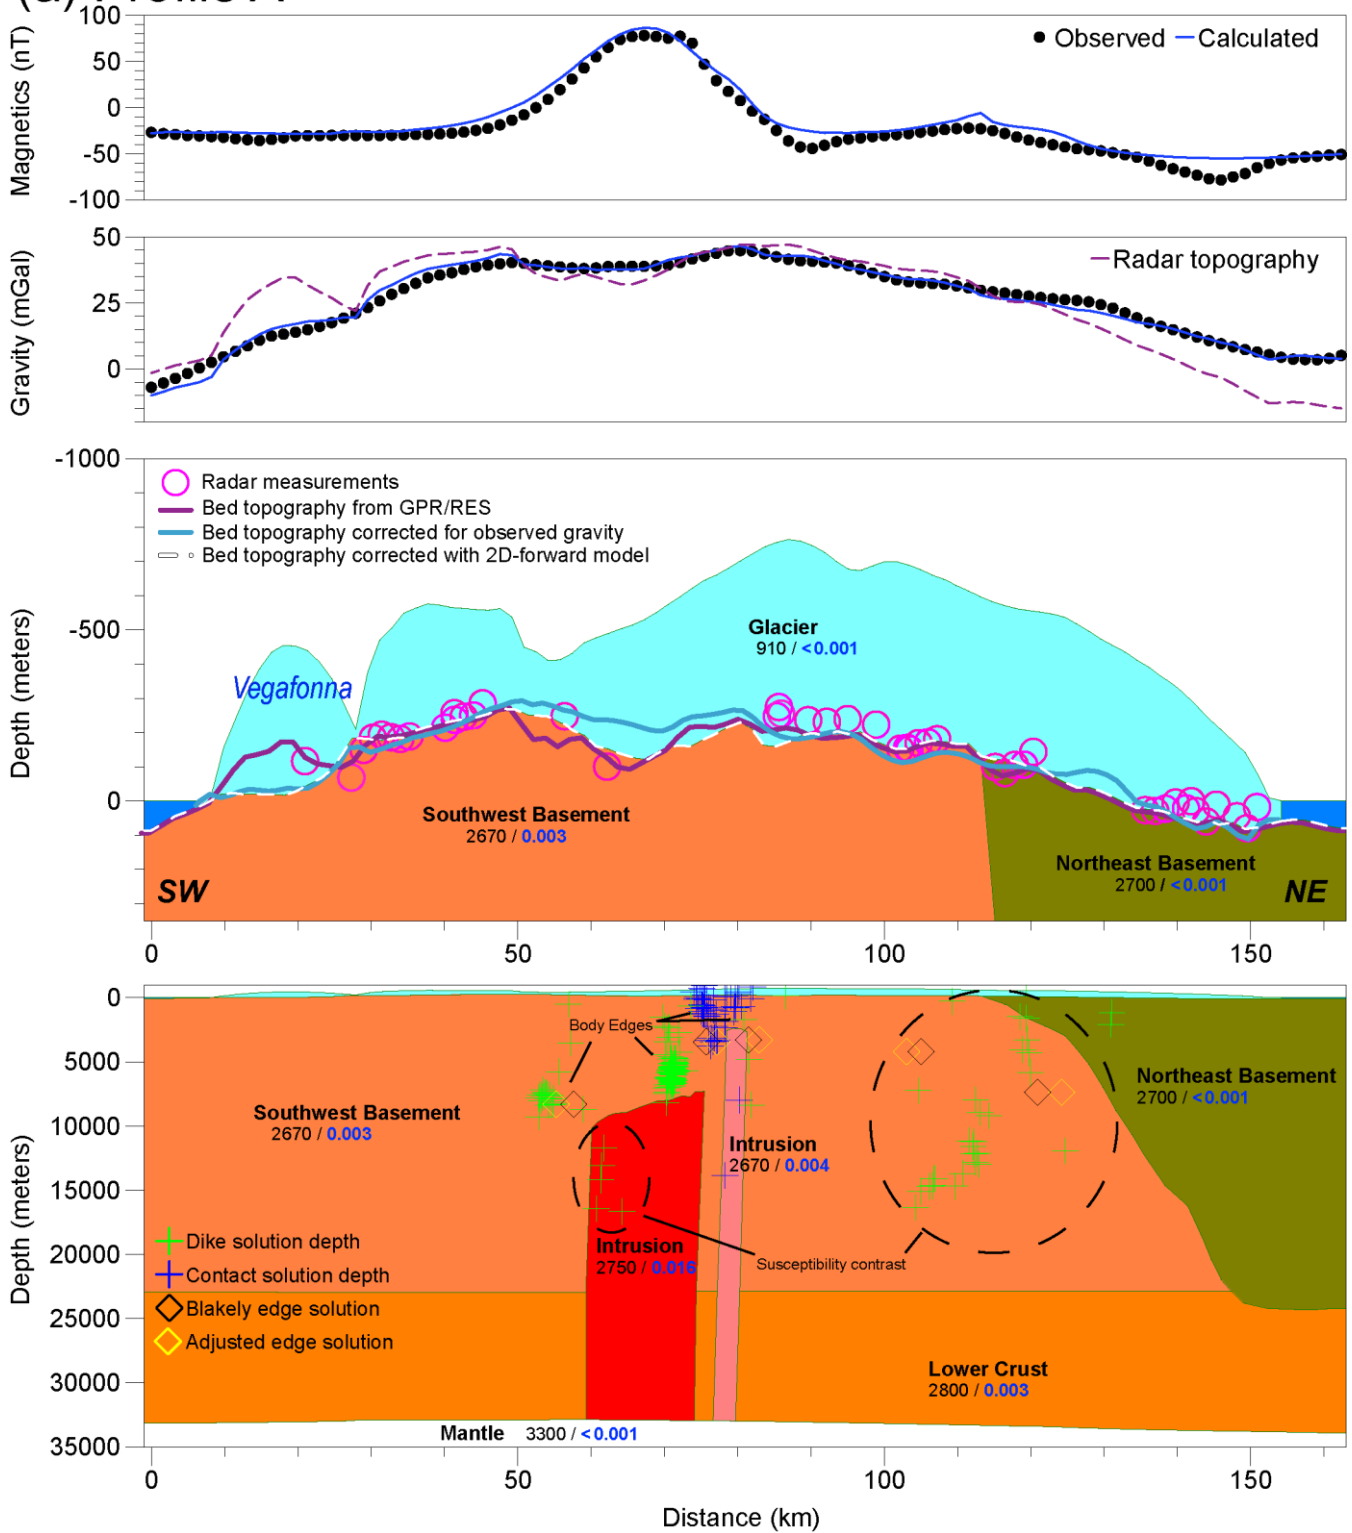 100
50
0
-50
-100
Magnetics (nT)
Observed
Calculated
50
25
0
Gravity (mGal)
Radar topography
-1000
-500
0
Depth (meters)
Radar measurements
Bed topography from GPR/RES
Bed topography corrected for observed gravity
Bed topography corrected with 2D-forward model
Glacier
910 / <0.001
Vegafonna
Southwest Basement
2670 / 0.003
Northeast Basement
2700 / <0.001
SW
NE
0 50 100 150
0
5000
10000
15000
20000
25000
30000
35000
Depth (meters)
Body Edges
Southwest Basement
2670 / 0.003
Northeast Basement
2700 / <0.001
Intrusion
2670 / 0.004
Intrusion
2750 / 0.016
Susceptibility contrast
Dike solution depth
Contact solution depth
Blakely edge solution
Adjusted edge solution
Lower Crust
2800 / 0.003
Mantle 3300 / <0.001
0 50 100 150
Distance (km)